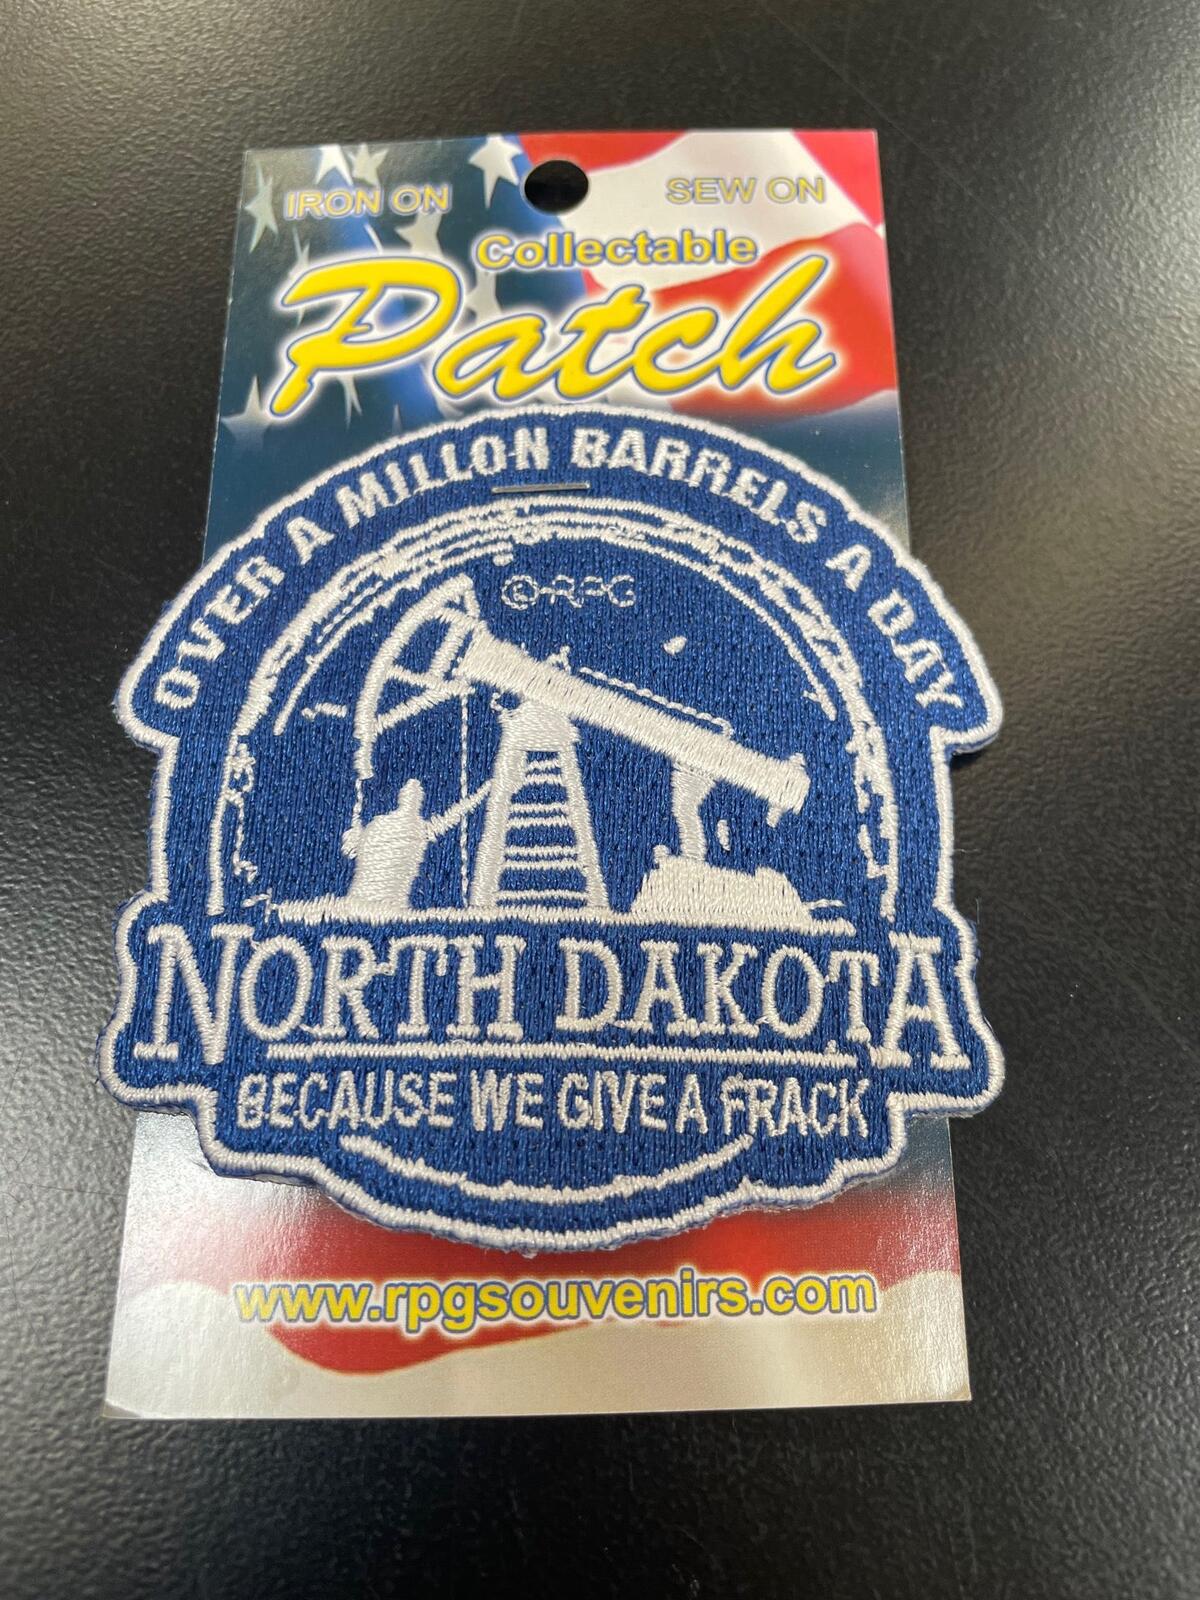 IRON ON
SEW ON
Collectable
Patch
OVER A MILLON BARRELS A DAY
©RPG
NORTH DAKOTA
BECAUSE WE GIVE A FRACK
www.rpgsouvenirs.com